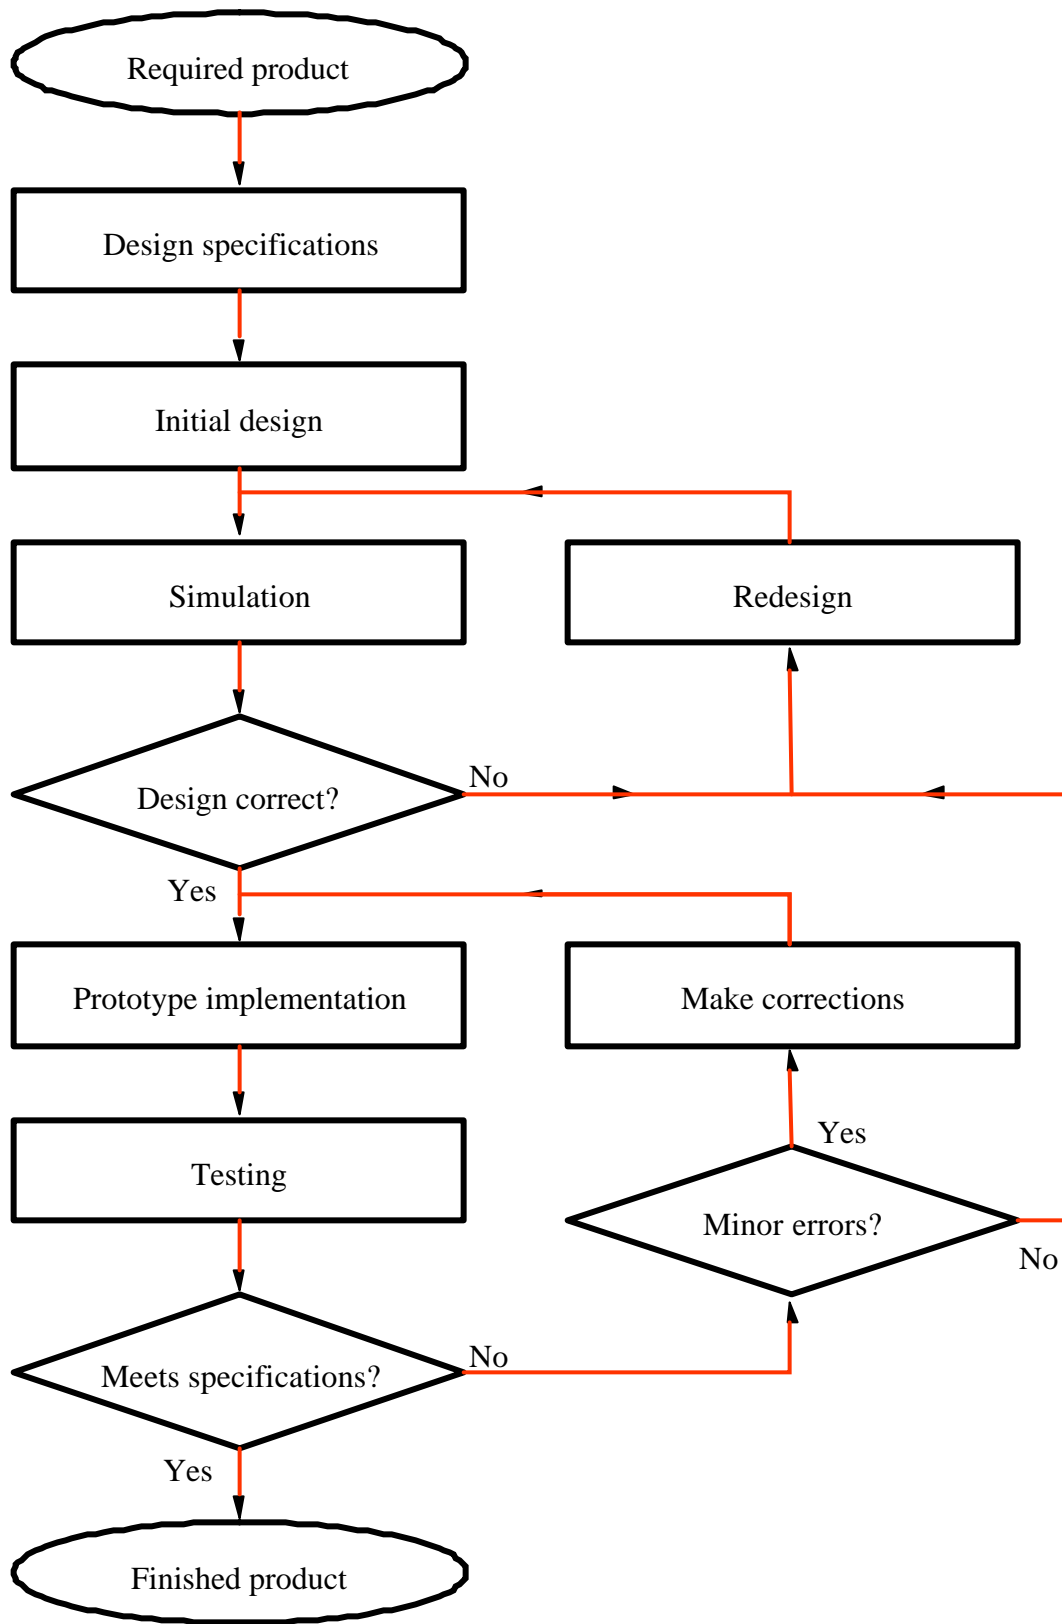 Required product
Design specifications
Initial design
Simulation
Redesign
Design correct?
No
Yes
Prototype implementation
Make corrections
Testing
Yes
Minor errors?
No
Meets specifications?
No
Yes
Finished product